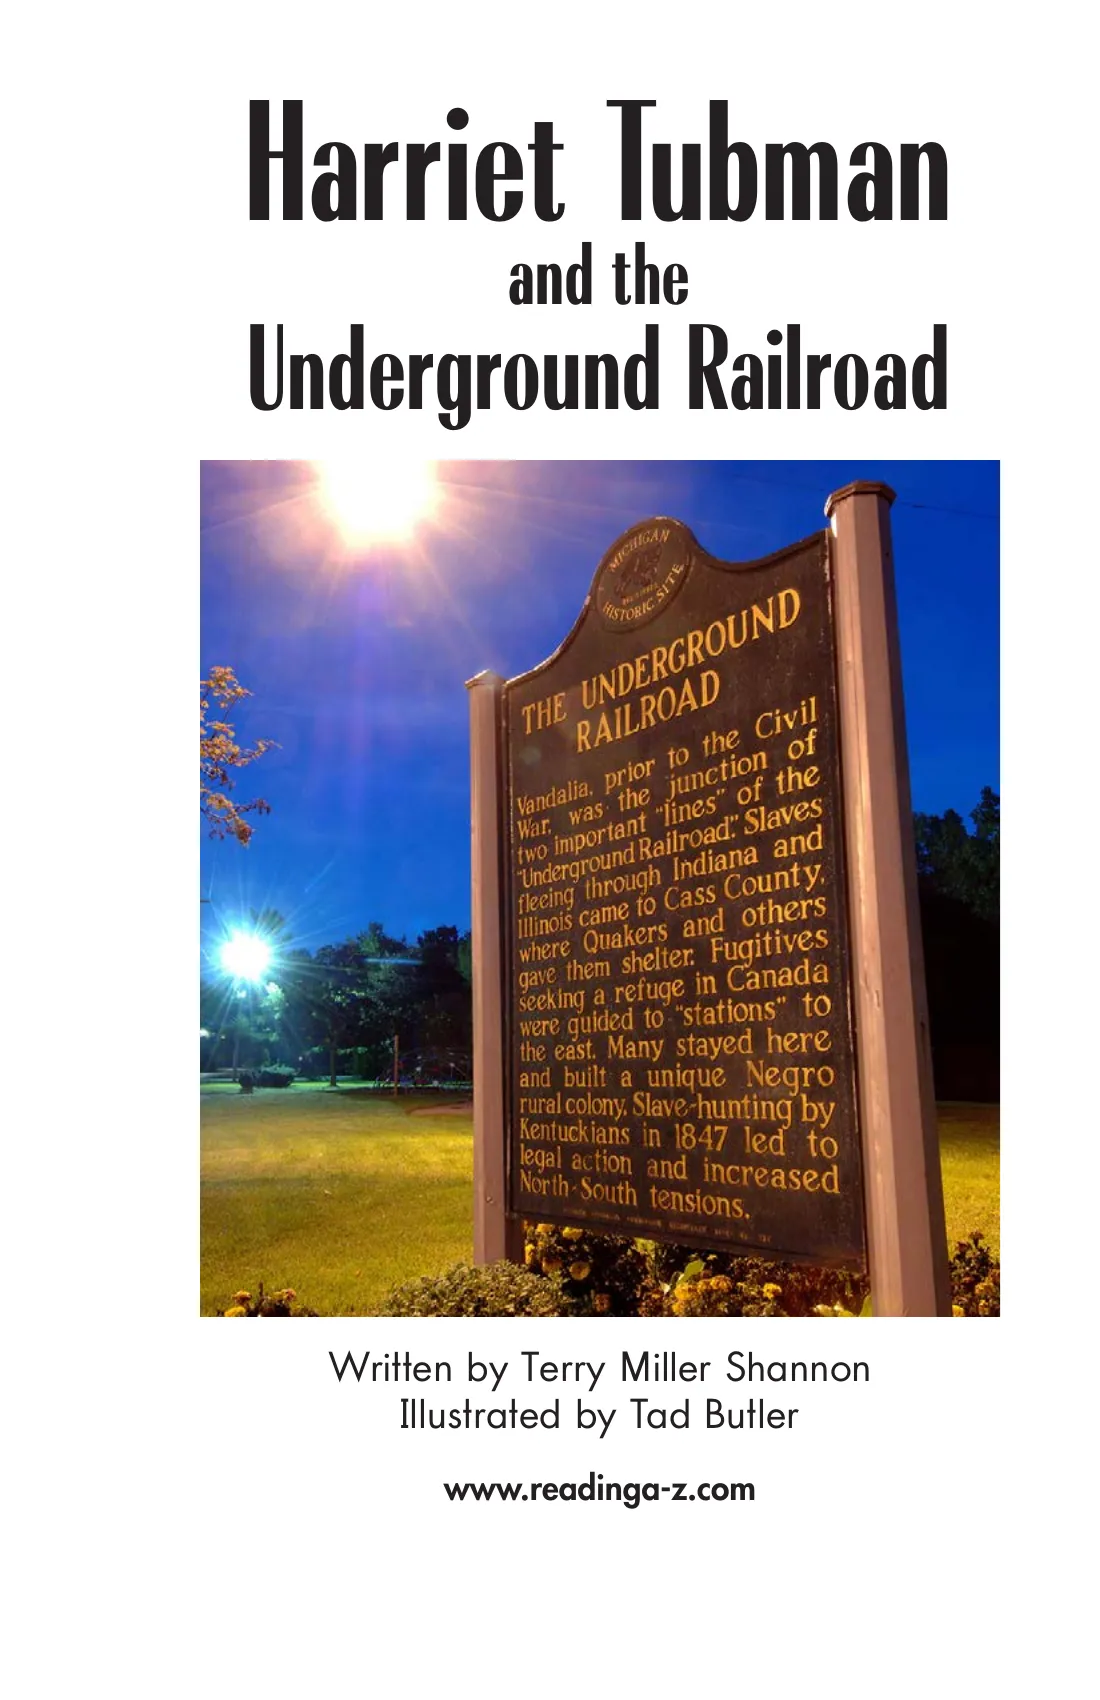 Harriet Tubman
and the
Underground Railroad
MICHIGAN
HISTORIC SITE
THE UNDERGROUND
RAILROAD
Vandalia, prior to the Civil
War, was the junction of
two important "lines" of the
"Underground Railroad." Slaves
fleeing through Indiana and
Illinois came to Cass County,
where Quakers and others
gave them shelter. Fugitives
seeking a refuge in Canada
were guided to "stations" to
the east. Many stayed here
and built a unique Negro
rural colony. Slave-hunting by
Kentuckians in 1847 led to
legal action and increased
North-South tensions.
Written by Terry Miller Shannon
Illustrated by Tad Butler
www.readinga-z.com